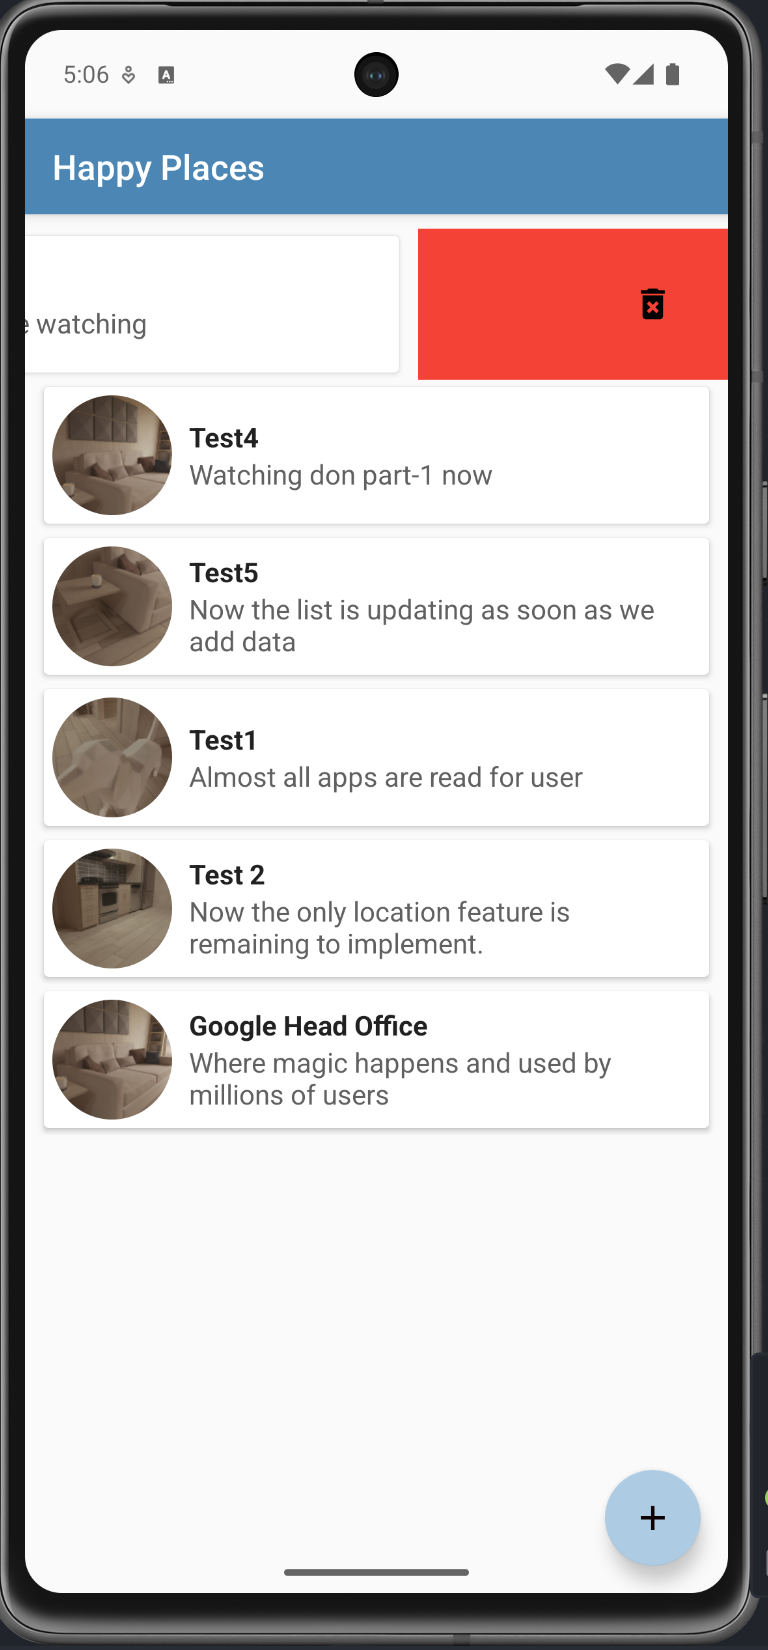 5:06
A
Happy Places
watching
Test4
Watching don part-1 now
Test5
Now the list is updating as soon as we
add data
Test1
Almost all apps are read for user
Test 2
Now the only location feature is
remaining to implement.
Google Head Office
Where magic happens and used by
millions of users